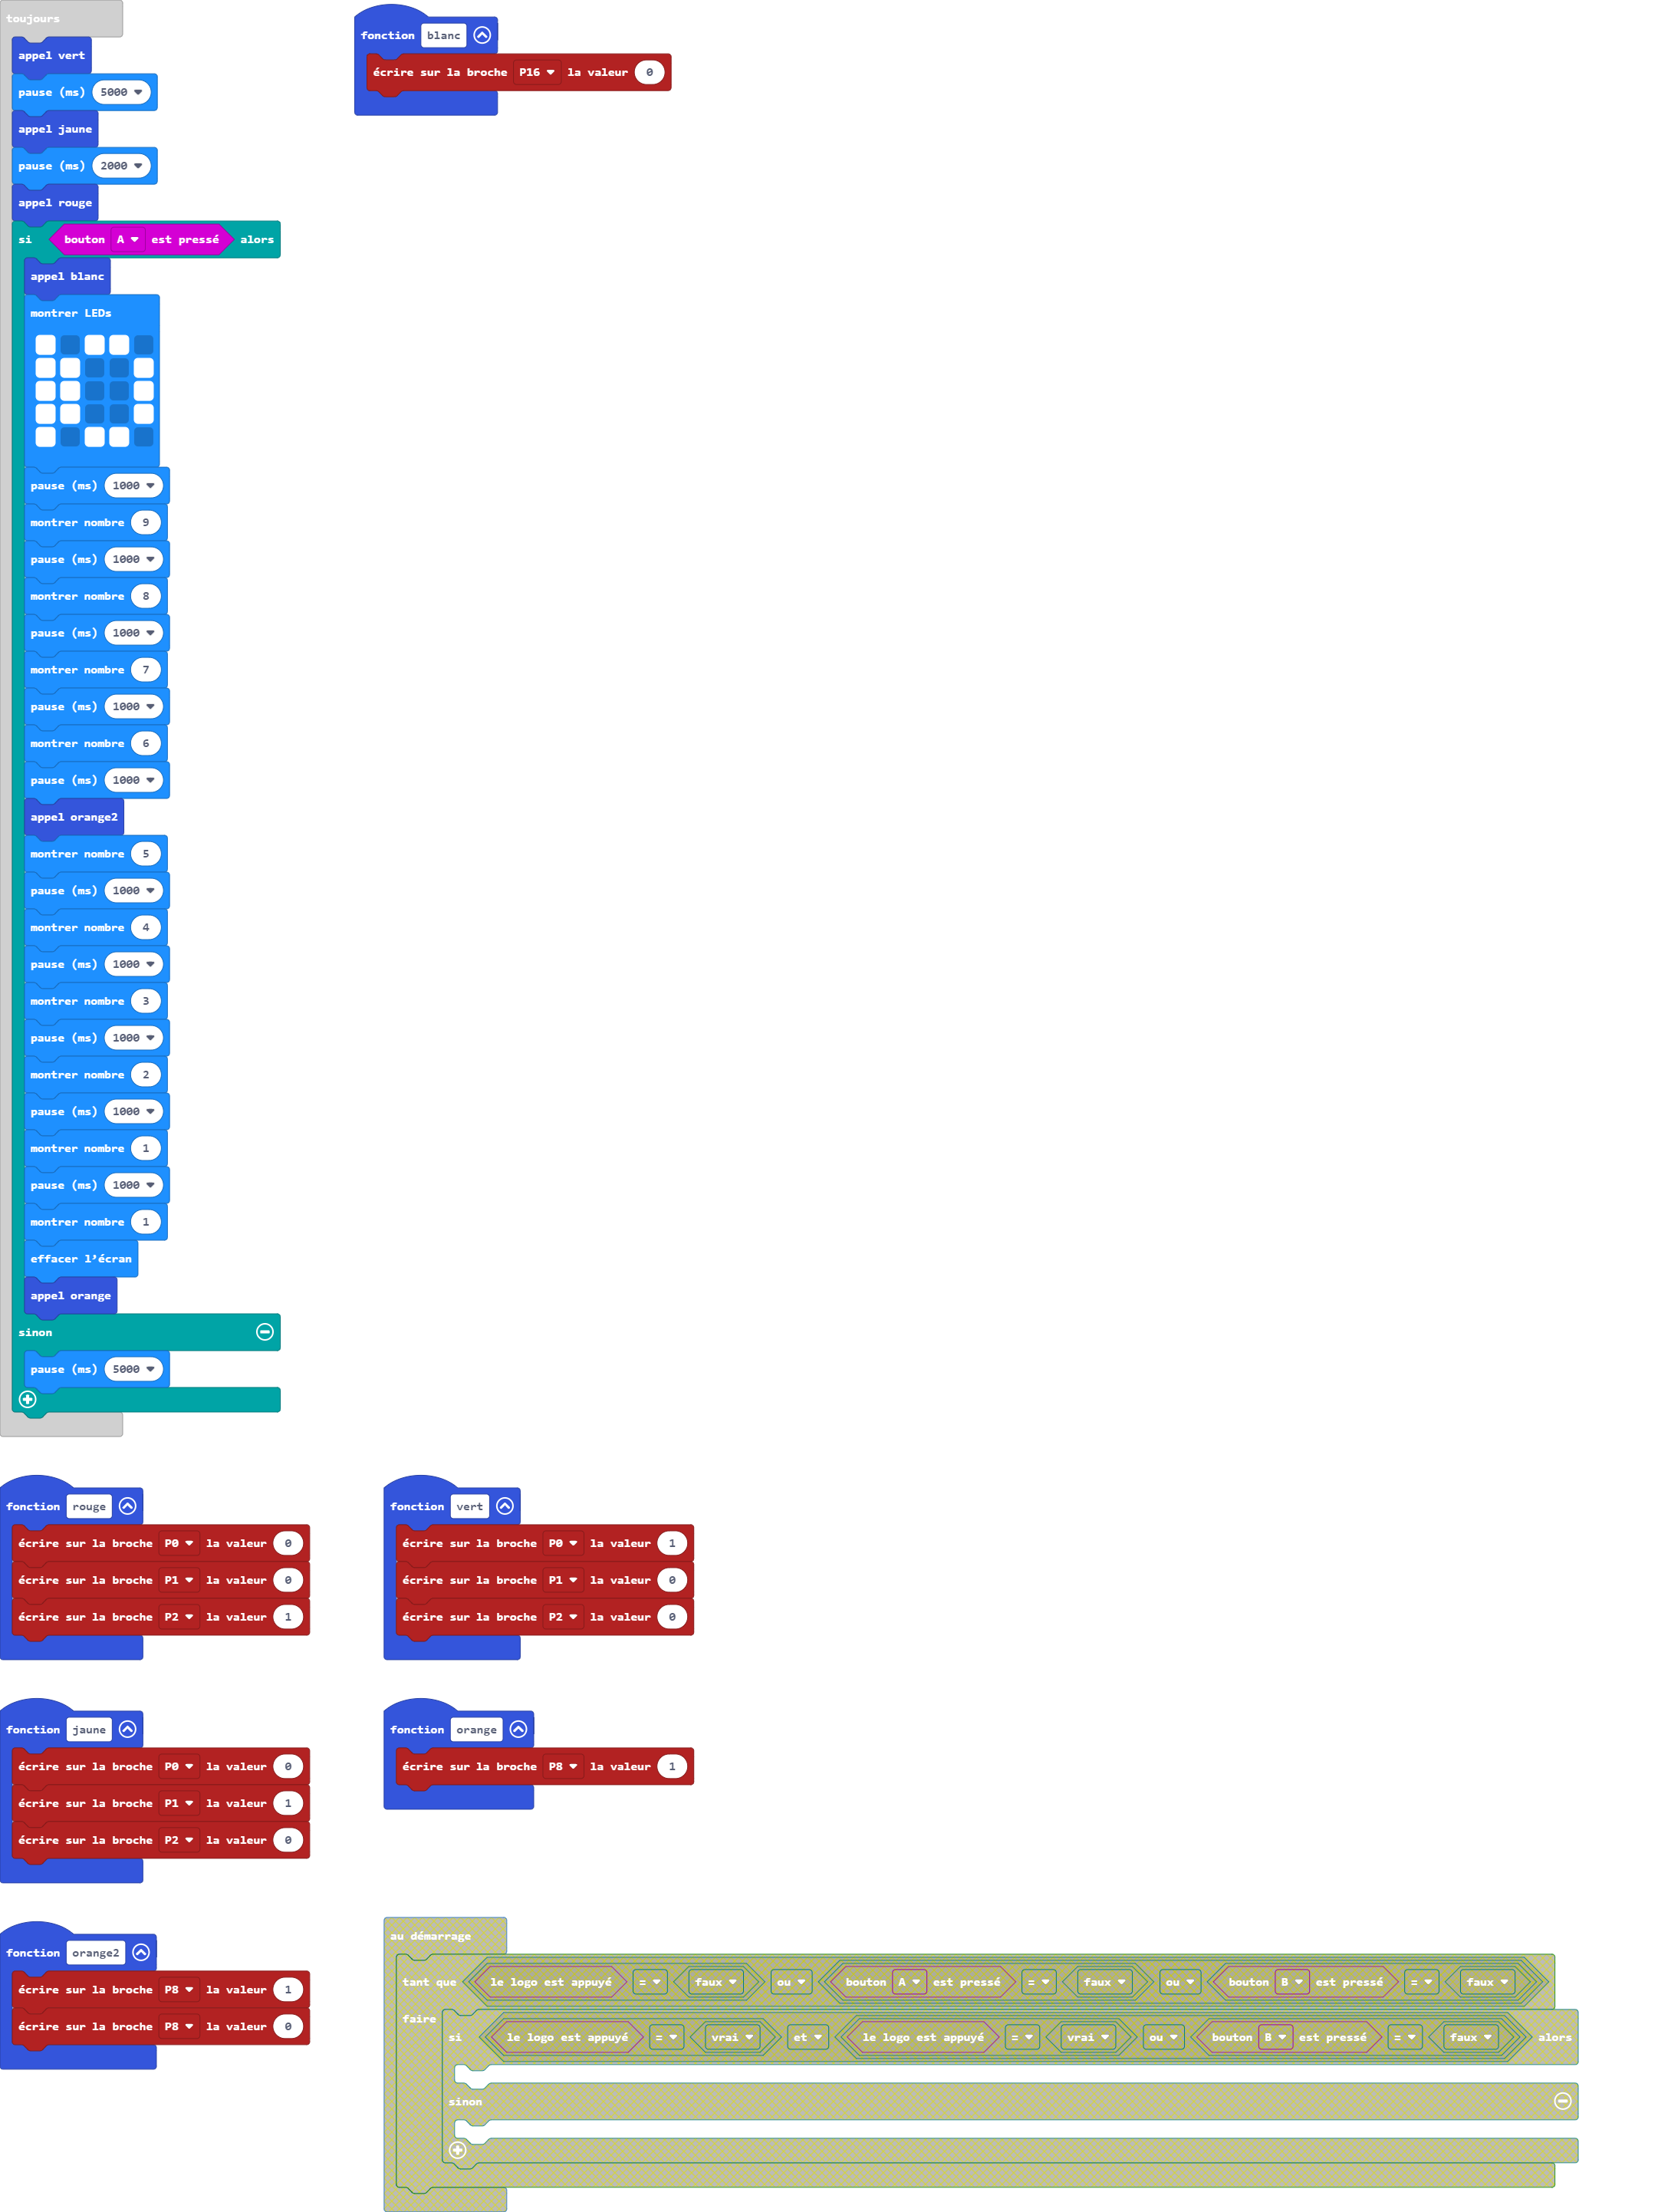 toujours
appel vert
pause (ms) 5000
appel jaune
pause (ms) 2000
appel rouge
si bouton A est pressé alors
appel blanc
montrer LEDs
pause (ms) 1000
montrer nombre 9
pause (ms) 1000
montrer nombre 8
pause (ms) 1000
montrer nombre 7
pause (ms) 1000
montrer nombre 6
pause (ms) 1000
appel orange2
montrer nombre 5
pause (ms) 1000
montrer nombre 4
pause (ms) 1000
montrer nombre 3
pause (ms) 1000
montrer nombre 2
pause (ms) 1000
montrer nombre 1
pause (ms) 1000
montrer nombre 1
effacer l’écran
appel orange
sinon
pause (ms) 5000
fonction blanc
écrire sur la broche P16 la valeur 0
fonction rouge
écrire sur la broche P0 la valeur 0
écrire sur la broche P1 la valeur 0
écrire sur la broche P2 la valeur 1
fonction vert
écrire sur la broche P0 la valeur 1
écrire sur la broche P1 la valeur 0
écrire sur la broche P2 la valeur 0
fonction jaune
écrire sur la broche P0 la valeur 0
écrire sur la broche P1 la valeur 1
écrire sur la broche P2 la valeur 0
fonction orange
écrire sur la broche P8 la valeur 1
fonction orange2
écrire sur la broche P8 la valeur 1
écrire sur la broche P8 la valeur 0
au démarrage
tant que le logo est appuyé = faux ou bouton A est pressé = faux ou bouton B est pressé = faux
faire
si le logo est appuyé = vrai et le logo est appuyé = vrai ou bouton B est pressé = faux alors
sinon